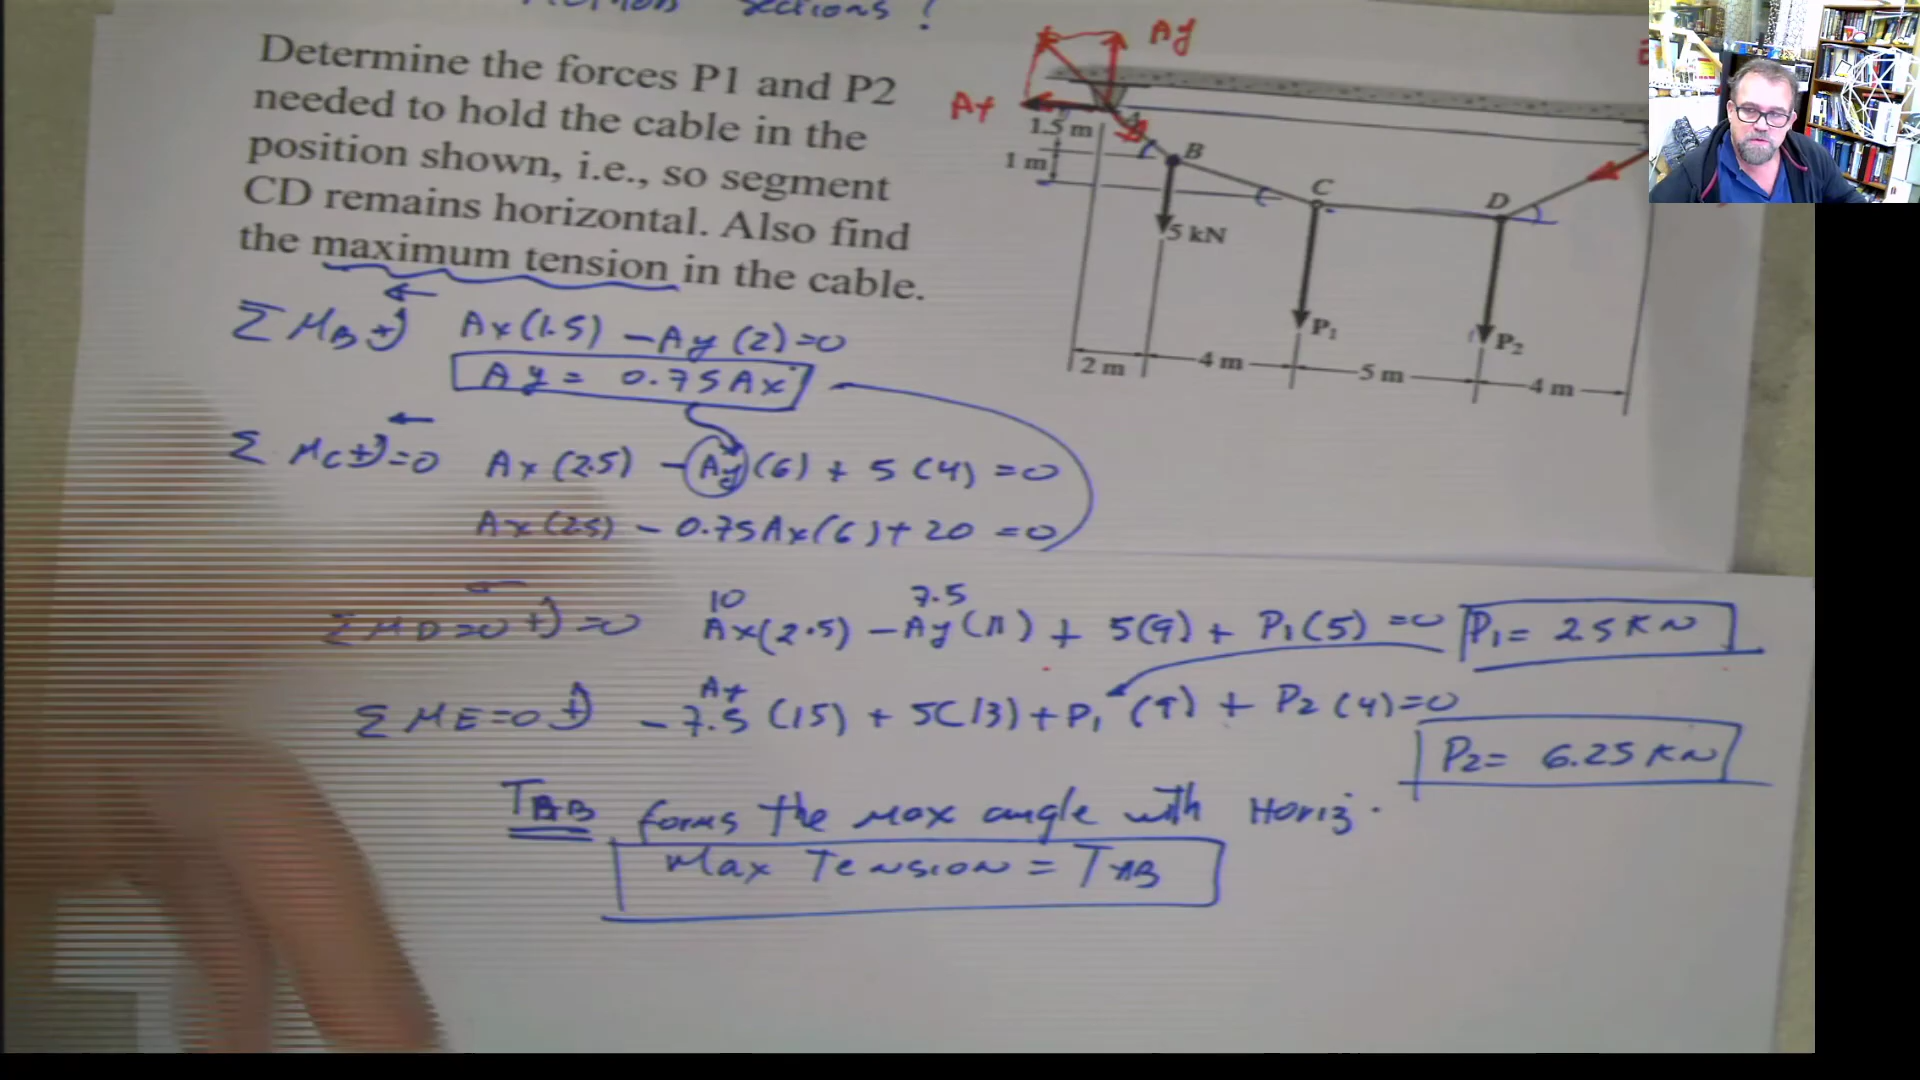 Sections !
Determine the forces P1 and P2
needed to hold the cable in the
position shown, i.e., so segment
CD remains horizontal. Also find
the maximum tension in the cable.
Ay
Ax
A
1.5 m
1 m
B
C
D
5 kN
P1
P2
2 m
4 m
5 m
4 m
Σ MB + Ax (1.5) - Ay (2) = 0
Ay = 0.75 Ax
Σ Mc + = 0 Ax (2.5) - Ay (6) + 5 (4) = 0
Ax (2.5) - 0.75 Ax (6) + 20 = 0
10 7.5
Σ MD = 0 + = 0 Ax (2.5) - Ay (11) + 5(9) + P1 (5) = 0 P1 = 2.5 KN
Σ ME = 0 + - 7.5 (15) + 5(13) + P1 (9) + P2 (4) = 0
P2 = 6.25 KN
TAB forms the max angle with Horiz.
Max Tension = TAB